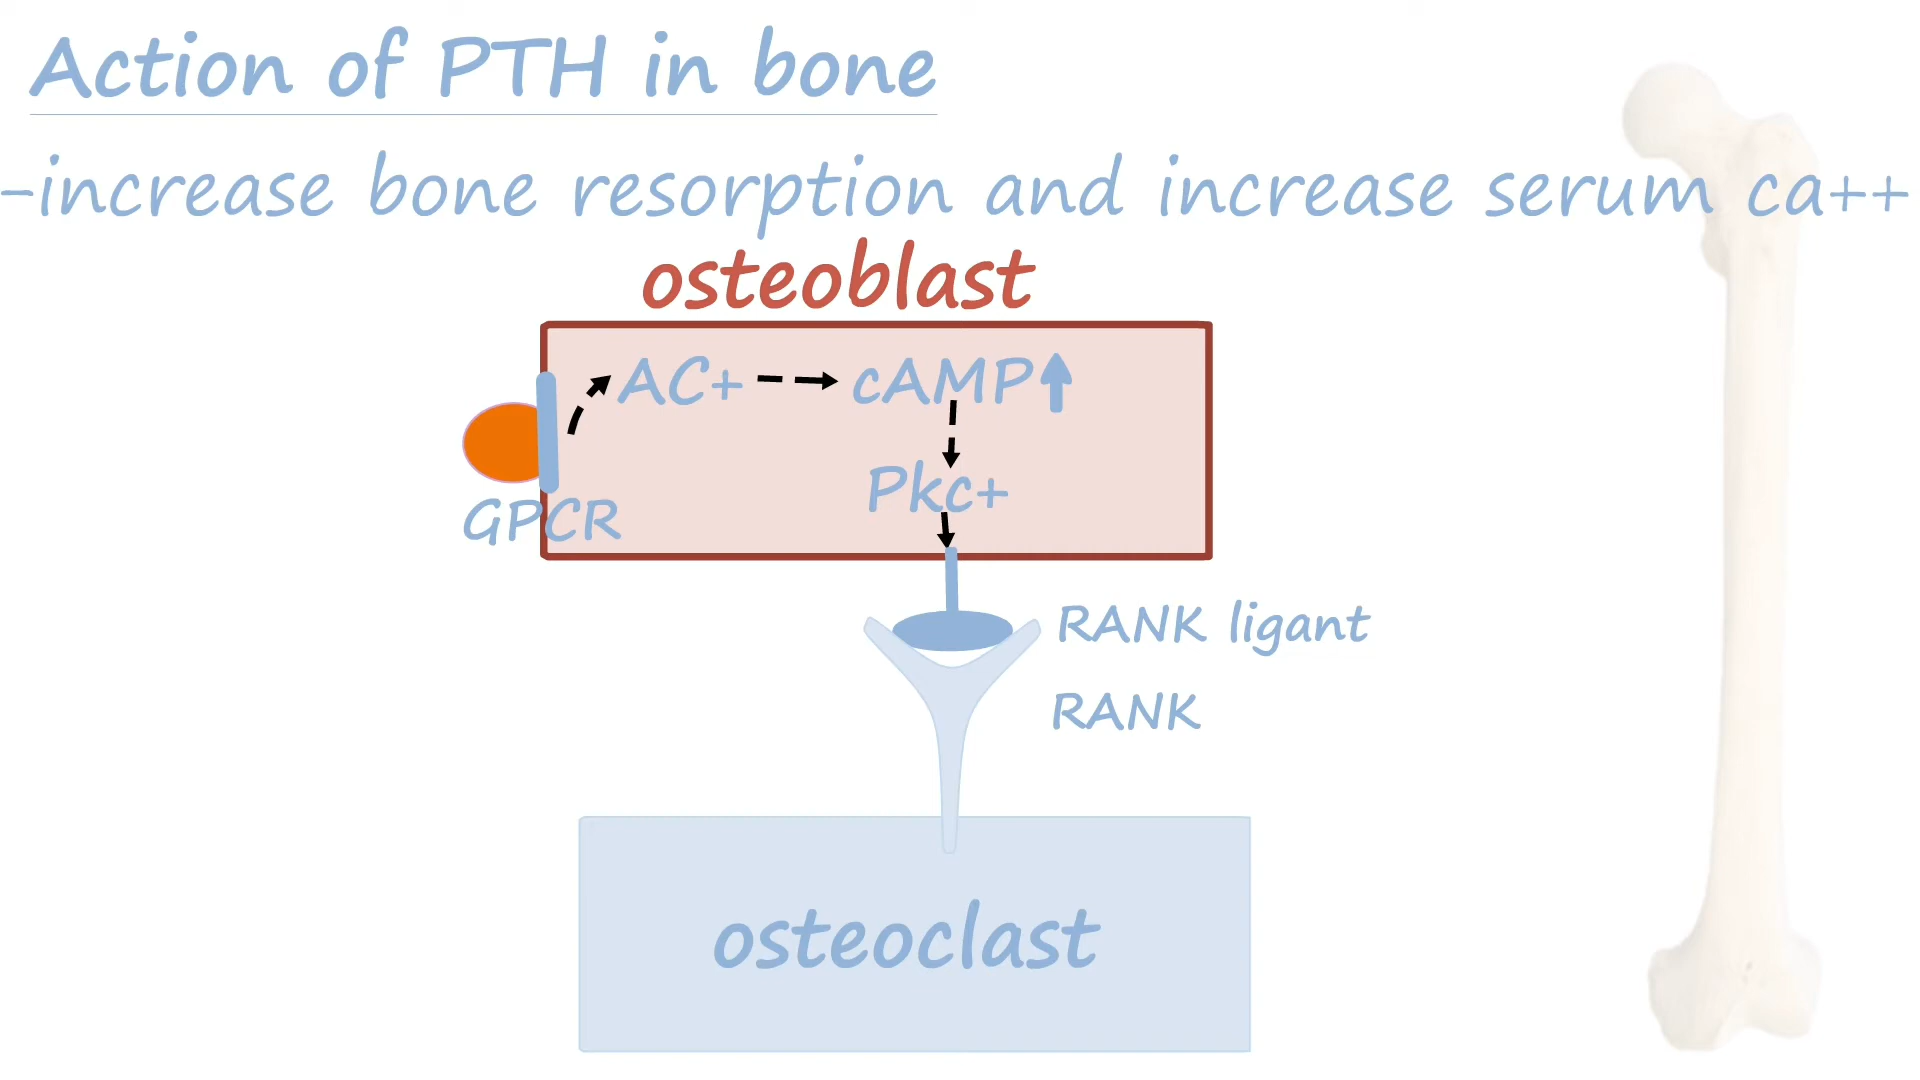 Action of PTH in bone
-increase bone resorption and increase serum ca++
osteoblast
AC+ cAMP
Pkc+
GPCR
RANK ligant
RANK
osteoclast